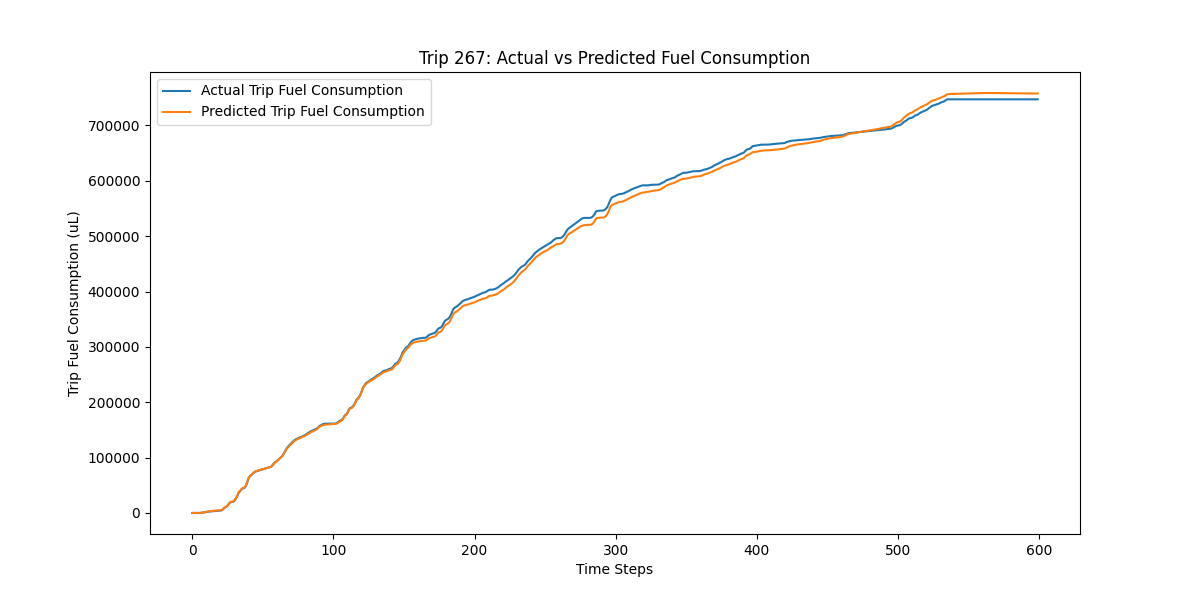 Trip 267: Actual vs Predicted Fuel Consumption
Actual Trip Fuel Consumption
Predicted Trip Fuel Consumption
Trip Fuel Consumption (uL)
700000
600000
500000
400000
300000
200000
100000
0
0 100 200 300 400 500 600
Time Steps